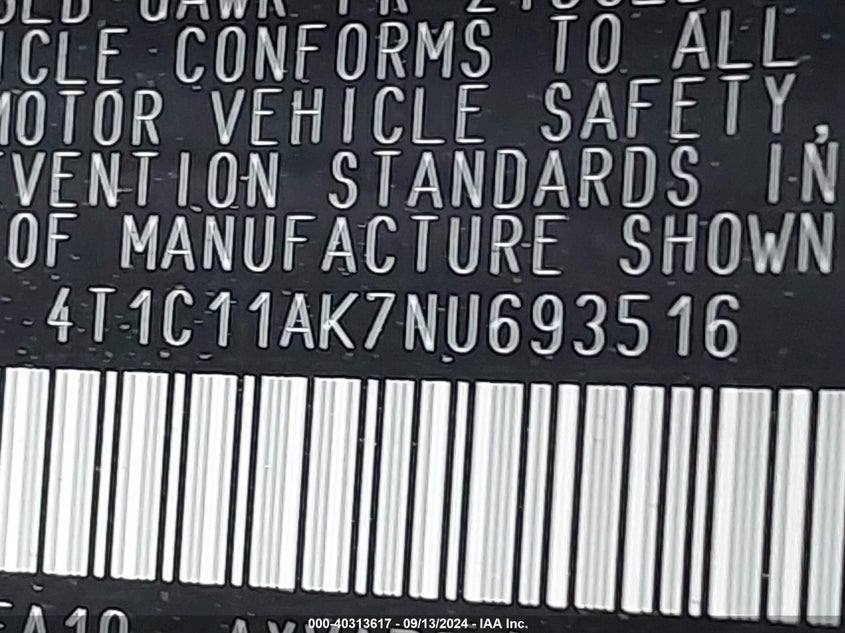 ICLE CONFORMS TO ALL
MOTOR VEHICLE SAFETY,
VENTION STANDARDS IN
OF MANUFACTURE SHOWN
4T1C11AK7NU693516
000-40313617 - 09/13/2024 - IAA Inc.